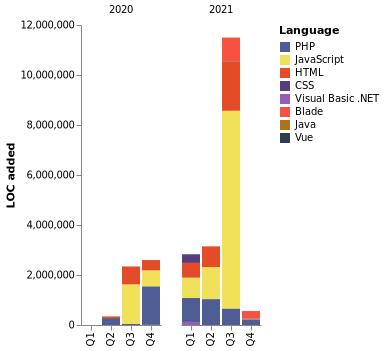 2020 2021
Language
PHP
JavaScript
HTML
CSS
Visual Basic .NET
Blade
Java
Vue
LOC added
12,000,000
10,000,000
8,000,000
6,000,000
4,000,000
2,000,000
0
Q1 Q2 Q3 Q4 Q1 Q2 Q3 Q4